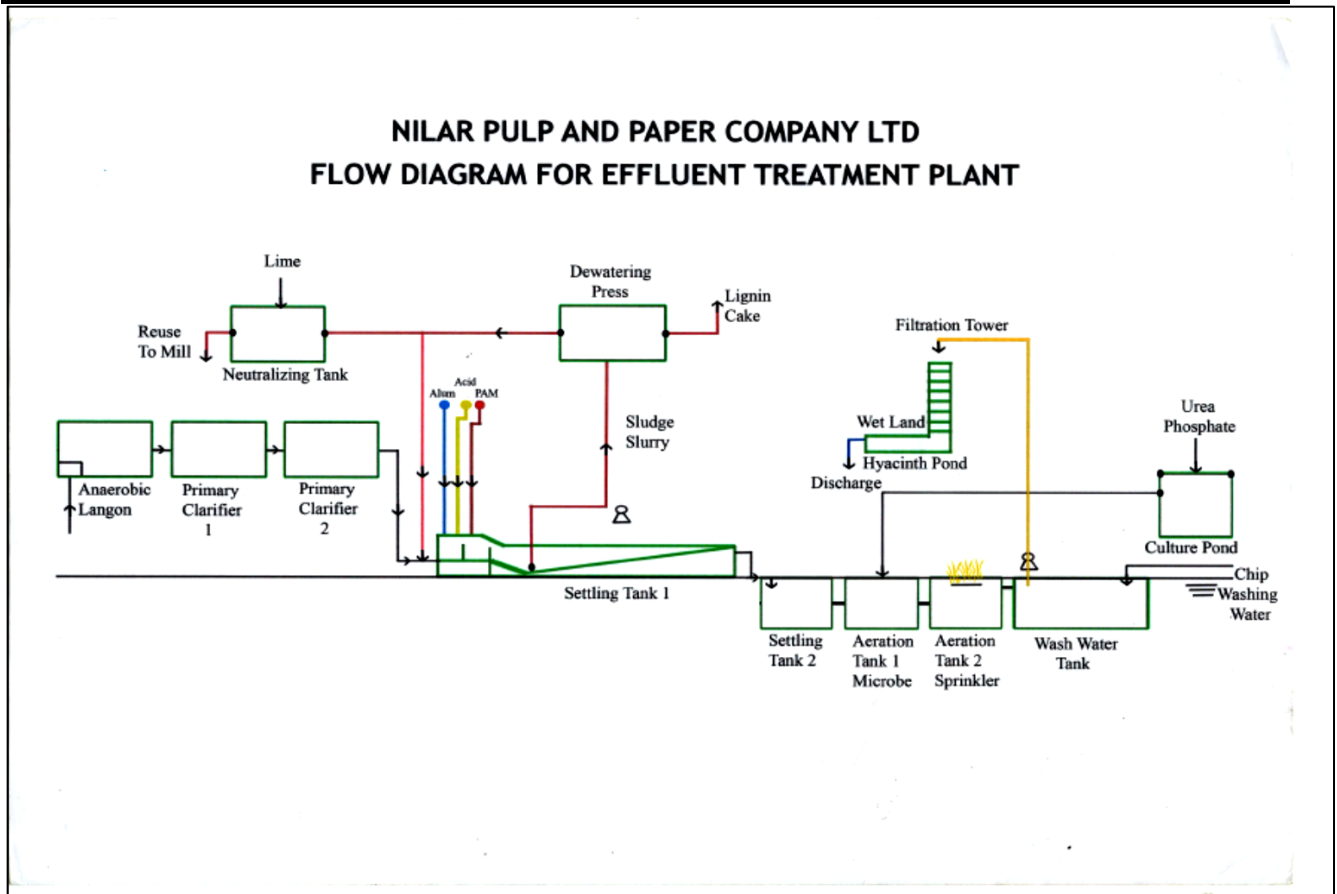 NILAR PULP AND PAPER COMPANY LTD
FLOW DIAGRAM FOR EFFLUENT TREATMENT PLANT
Lime
Reuse
To Mill
Neutralizing Tank
Dewatering
Press
Lignin
Cake
Alum
Acid
PAM
Sludge
Slurry
Filtration Tower
Wet Land
Hyacinth Pond
Discharge
Urea
Phosphate
Culture Pond
Anaerobic
Langon
Primary
Clarifier
1
Primary
Clarifier
2
Settling Tank 1
Settling
Tank 2
Aeration
Tank 1
Microbe
Aeration
Tank 2
Sprinkler
Wash Water
Tank
Chip
Washing
Water